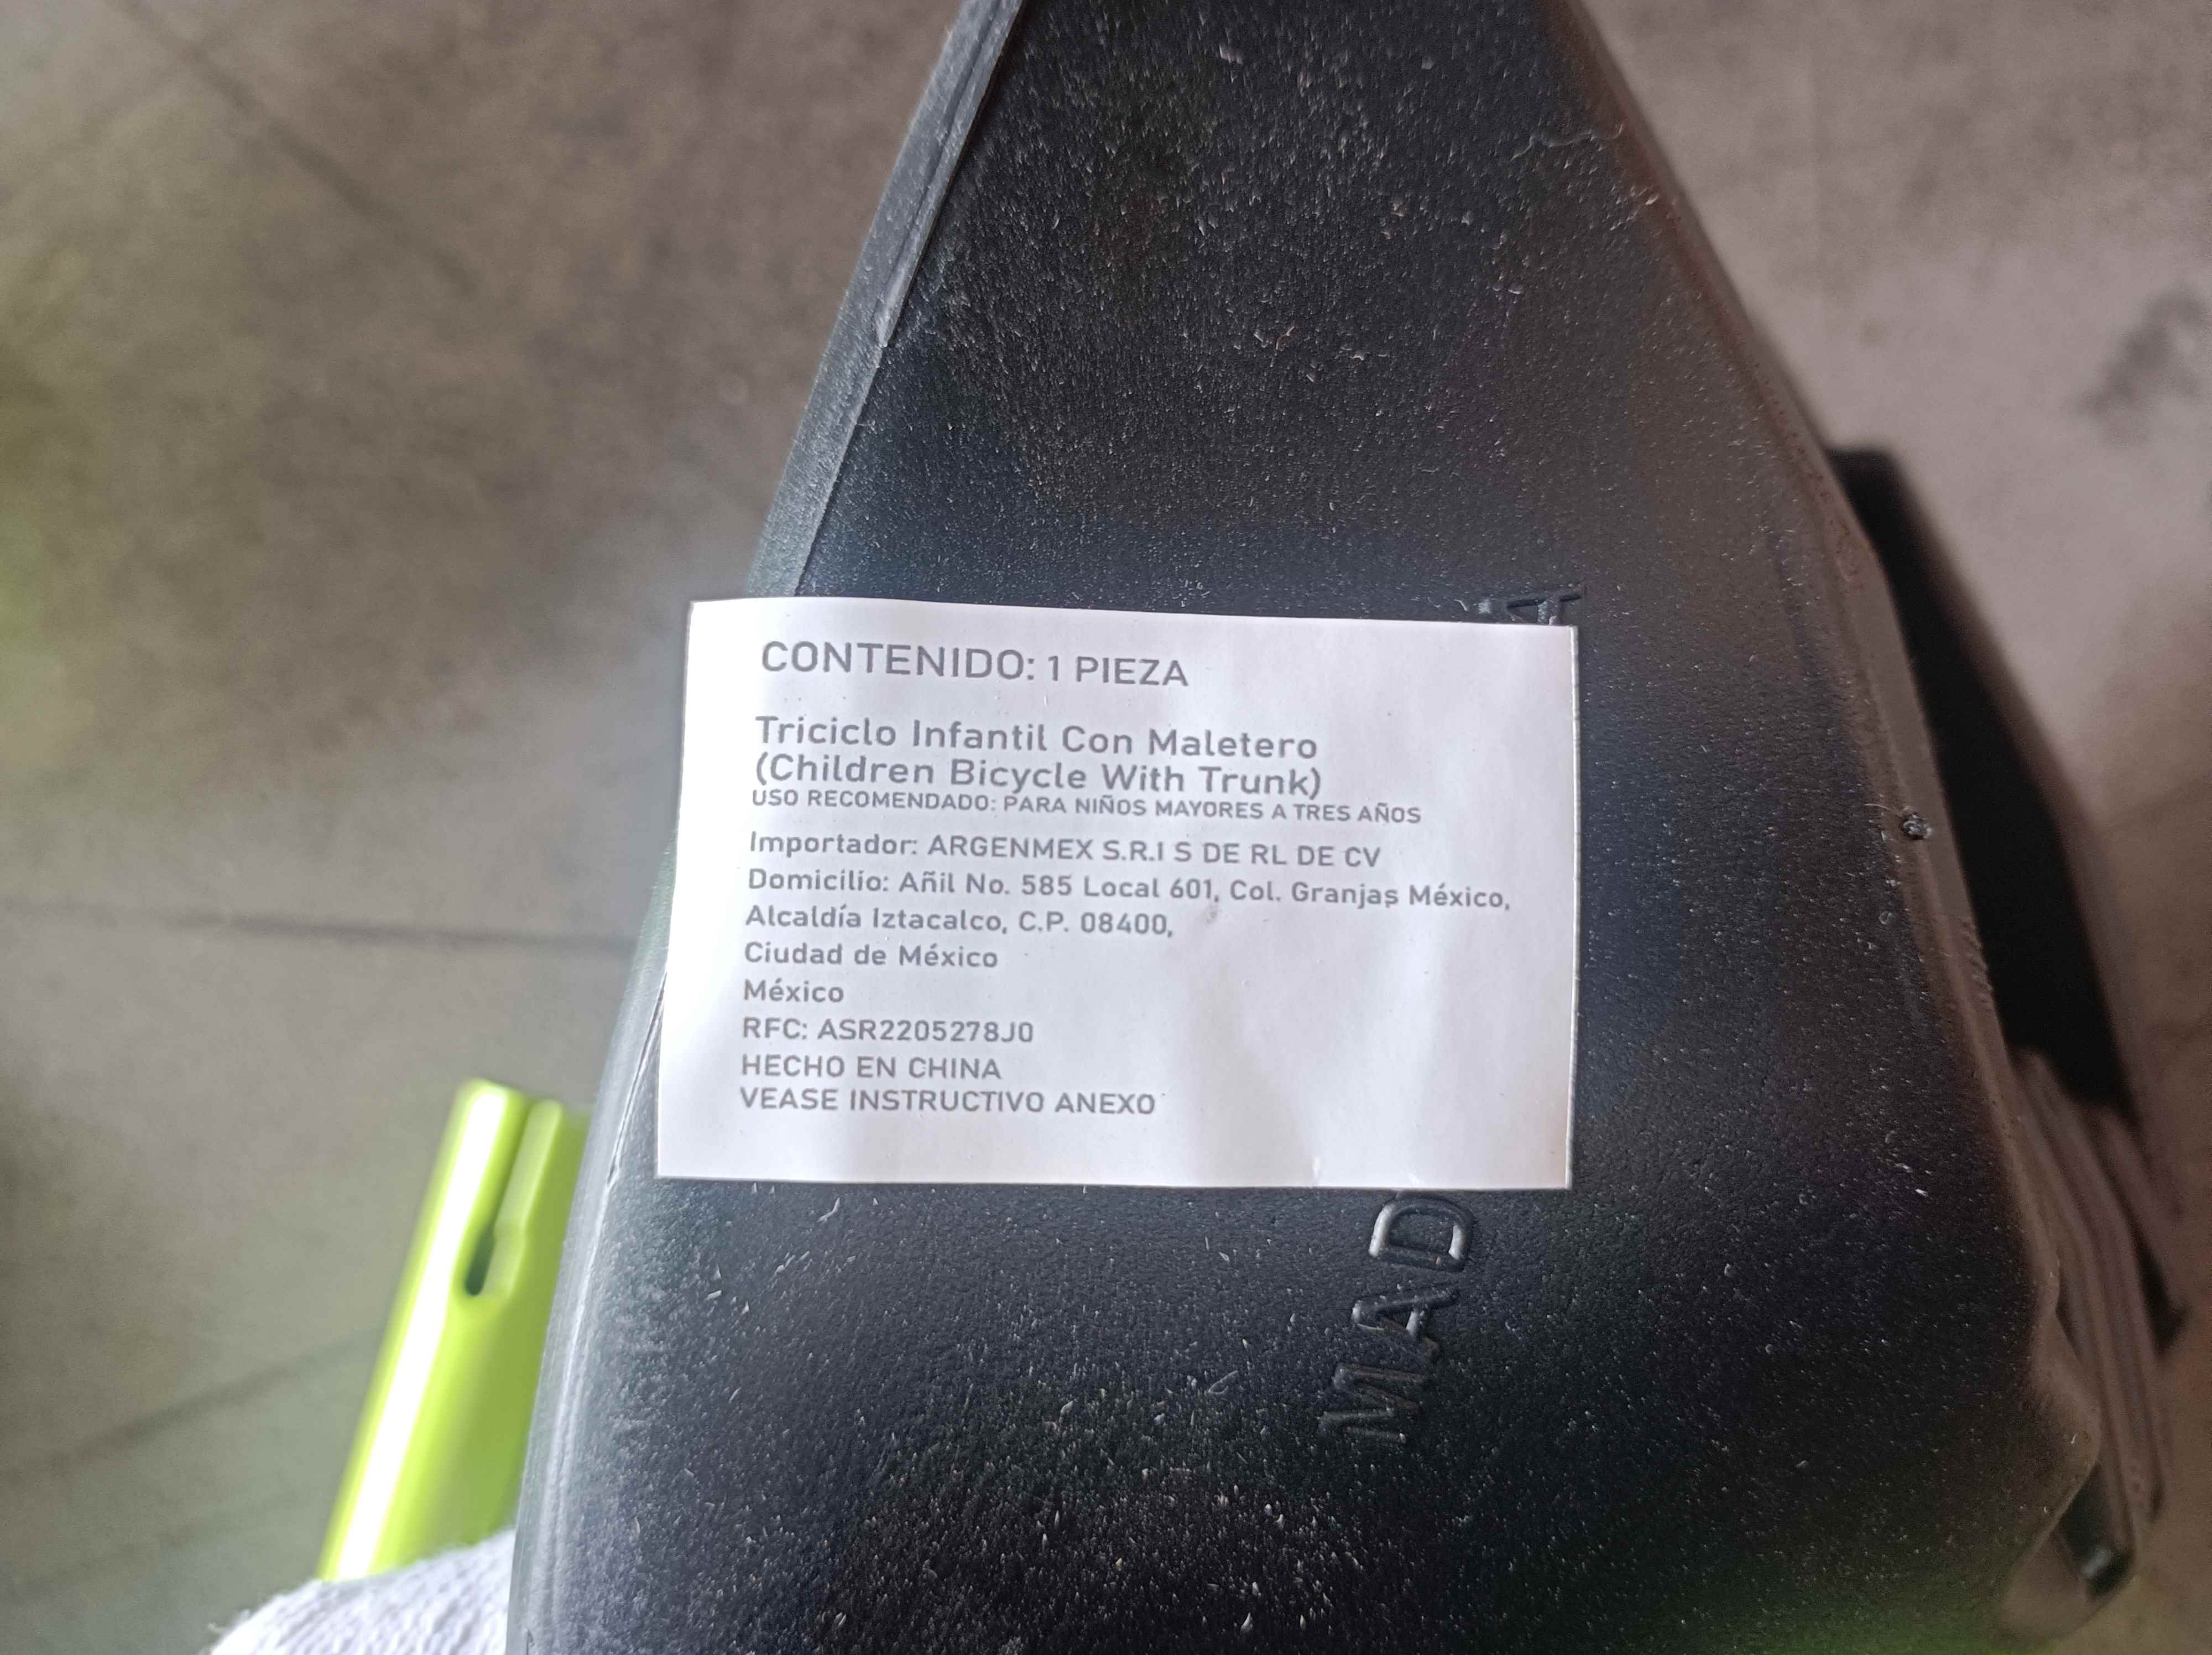 CONTENIDO: 1 PIEZA
Triciclo Infantil Con Maletero
(Children Bicycle With Trunk)
USO RECOMENDADO: PARA NIÑOS MAYORES A TRES AÑOS
Importador: ARGENMEX S.R.I S DE RL DE CV
Domicilio: Añil No. 585 Local 601, Col. Granjas México,
Alcaldía Iztacalco, C.P. 08400,
Ciudad de México
México
RFC: ASR2205278J0
HECHO EN CHINA
VEASE INSTRUCTIVO ANEXO
MAD
A